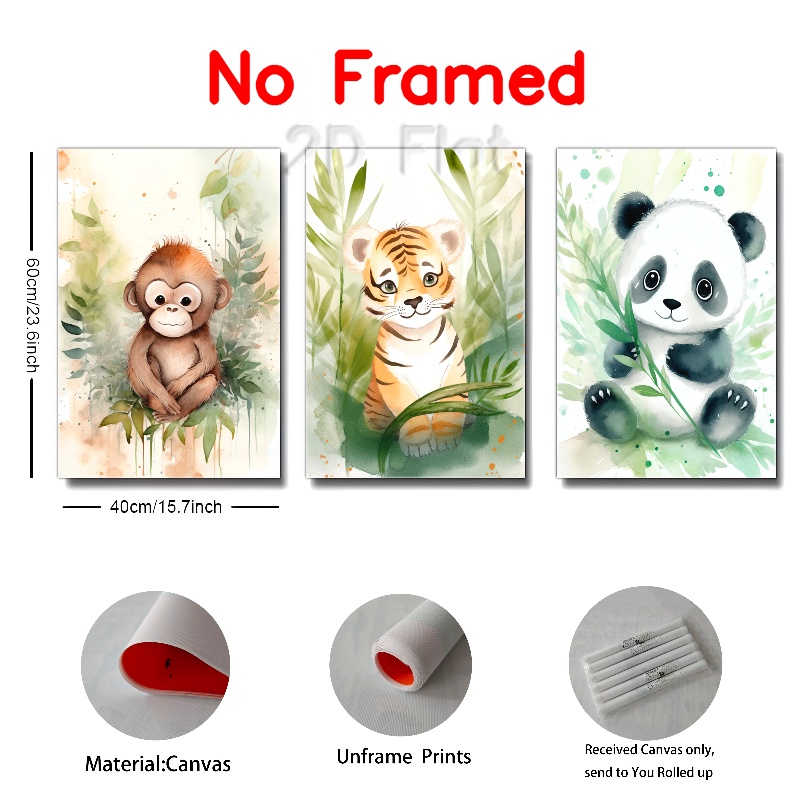 No Framed
2D Flat
60cm/23.6inch
40cm/15.7inch
Material:Canvas
Unframe Prints
Received Canvas only,
send to You Rolled up